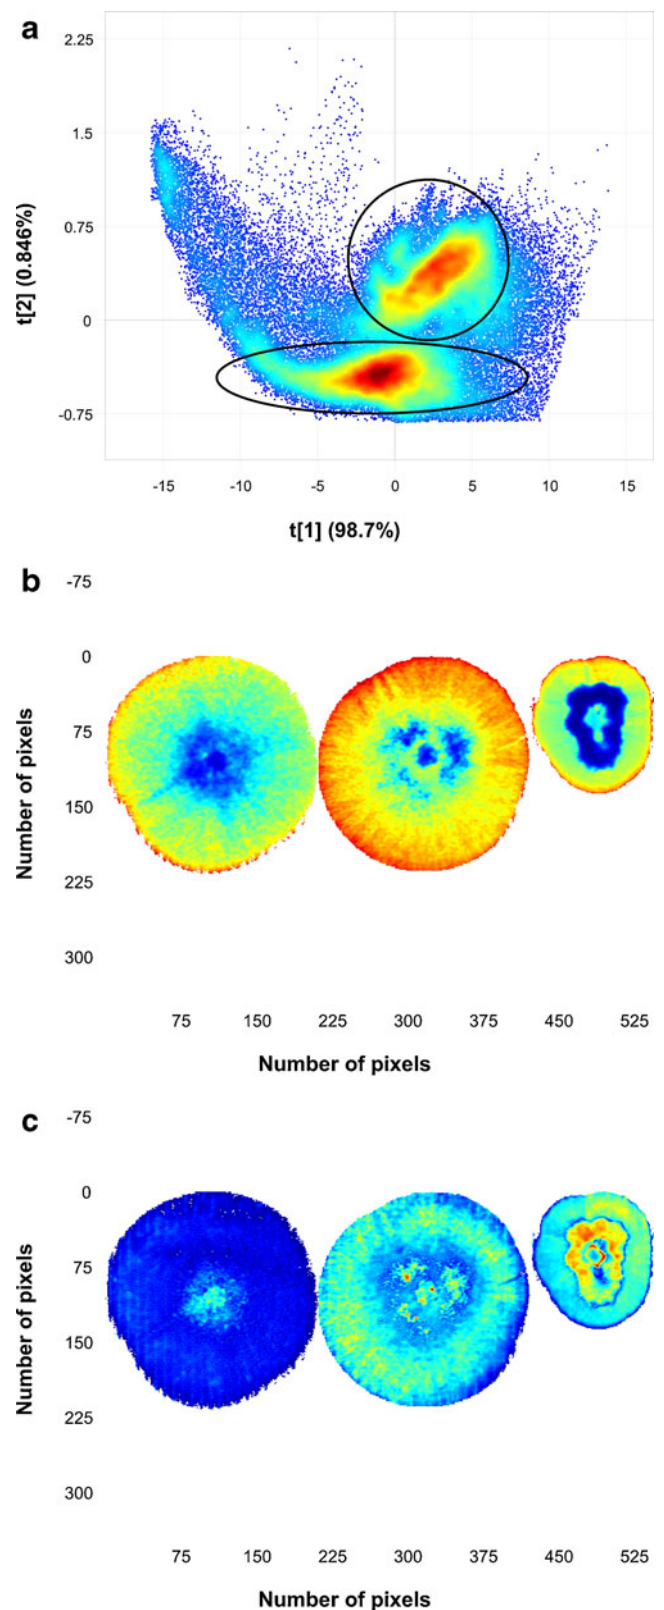 a
2.25
1.5
0.75
0
-0.75
t[2] (0.846%)
-15 -10 -5 0 5 10 15
t[1] (98.7%)
b
-75
0
75
150
225
300
Number of pixels
75 150 225 300 375 450 525
Number of pixels
c
-75
0
75
150
225
300
Number of pixels
75 150 225 300 375 450 525
Number of pixels